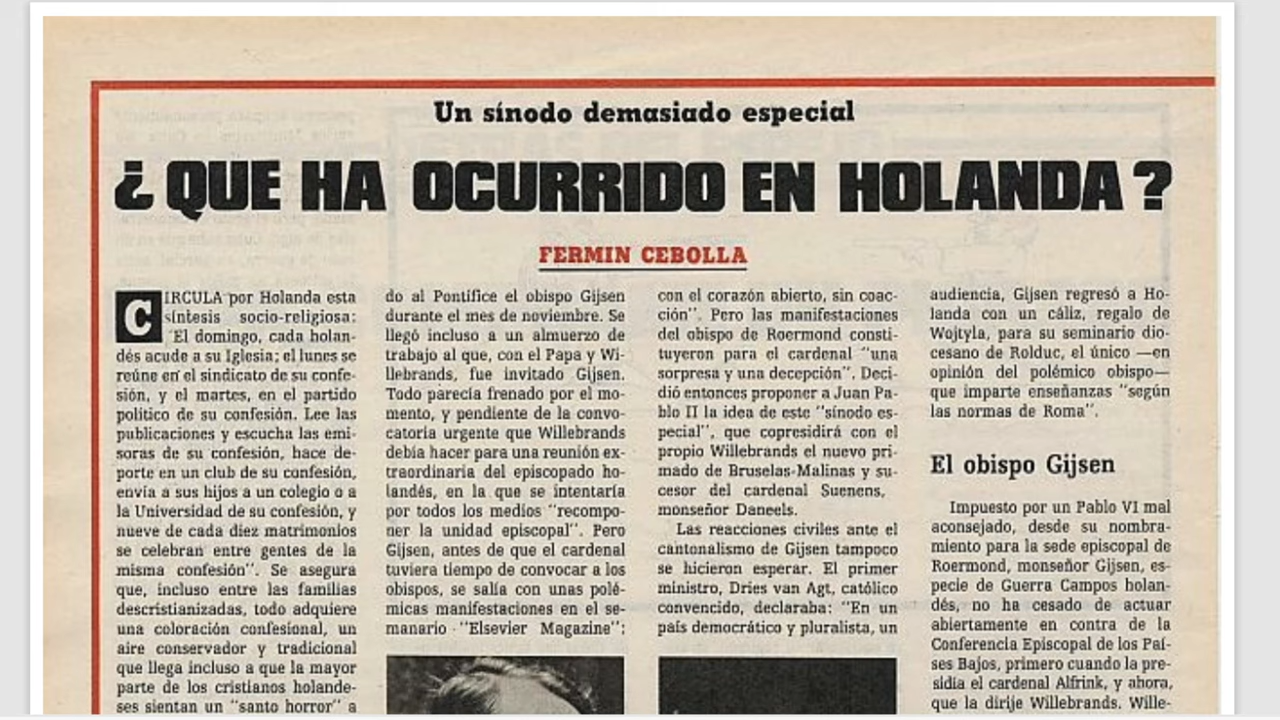 Un sínodo demasiado especial
¿QUE HA OCURRIDO EN HOLANDA?
FERMIN CEBOLLA
CIRCULA por Holanda esta
síntesis socio-religiosa:
"El domingo, cada holan-
dés acude a su Iglesia; el lunes se
reúne en el sindicato de su confe-
sión, y el martes, en el partido
político de su confesión. Lee las
publicaciones y escucha las emi-
soras de su confesión, hace de-
porte en un club de su confesión,
envía a sus hijos a un colegio o a
la Universidad de su confesión, y
nueve de cada diez matrimonios
se celebran entre gentes de la
misma confesión". Se asegura
que, incluso entre las familias
descristianizadas, todo adquiere
una coloración confesional, un
aire conservador y tradicional
que llega incluso a que la mayor
parte de los cristianos holande-
ses sientan un "santo horror" a
do al Pontífice el obispo Gijsen
durante el mes de noviembre. Se
llegó incluso a un almuerzo de
trabajo al que, con el Papa y Wi-
llebrands, fue invitado Gijsen.
Todo parecía frenado por el mo-
mento, y pendiente de la convo-
catoria urgente que Willebrands
debía hacer para una reunión ex-
traordinaria del episcopado ho-
landés, en la que se intentaría
por todos los medios "recompo-
ner la unidad episcopal". Pero
Gijsen, antes de que el cardenal
tuviera tiempo de convocar a los
obispos, se salía con unas polé-
micas manifestaciones en el se-
manario "Elsevier Magazine":
con el corazón abierto, sin coac-
ción". Pero las manifestaciones
del obispo de Roermond consti-
tuyeron para el cardenal "una
sorpresa y una decepción". Deci-
dió entonces proponer a Juan Pa-
blo II la idea de este "sínodo es-
pecial", que copresidirá con el
propio Willebrands el nuevo pri-
mado de Bruselas-Malinas y su-
cesor del cardenal Suenens,
monseñor Daneels.
Las reacciones civiles ante el
cantonalismo de Gijsen tampoco
se hicieron esperar. El primer
ministro, Dries van Agt, católico
convencido, declaraba: "En un
país democrático y pluralista, un
audiencia, Gijsen regresó a Ho-
landa con un cáliz, regalo de
Wojtyla, para su seminario dio-
cesano de Rolduc, el único —en
opinión del polémico obispo—
que imparte enseñanzas "según
las normas de Roma".
El obispo Gijsen
Impuesto por un Pablo VI mal
aconsejado, desde su nombra-
miento para la sede episcopal de
Roermond, monseñor Gijsen, es-
pecie de Guerra Campos holan-
dés, no ha cesado de actuar
abiertamente en contra de la
Conferencia Episcopal de los Paí-
ses Bajos, primero cuando la pre-
sidía el cardenal Alfrink, y ahora,
que la dirije Willebrands. Wille-